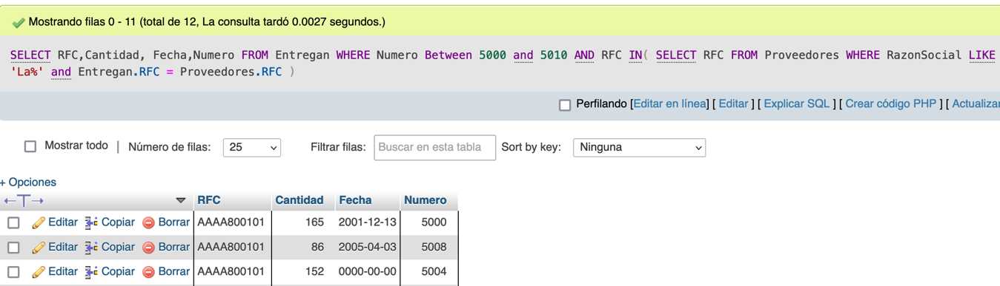 Mostrando filas 0 - 11 (total de 12, La consulta tardó 0.0027 segundos.)
SELECT RFC,Cantidad, Fecha,Numero FROM Entregan WHERE Numero Between 5000 and 5010 AND RFC IN( SELECT RFC FROM Proveedores WHERE RazonSocial LIKE
'La%' and Entregan.RFC = Proveedores.RFC )
Perfilando [Editar en línea] [ Editar ] [ Explicar SQL ] [ Crear código PHP ] [ Actualizar
Mostrar todo | Número de filas: 25 Filtrar filas: Buscar en esta tabla Sort by key: Ninguna
+ Opciones
←T→ RFC Cantidad Fecha Numero
Editar Copiar Borrar AAAA800101 165 2001-12-13 5000
Editar Copiar Borrar AAAA800101 86 2005-04-03 5008
Editar Copiar Borrar AAAA800101 152 0000-00-00 5004